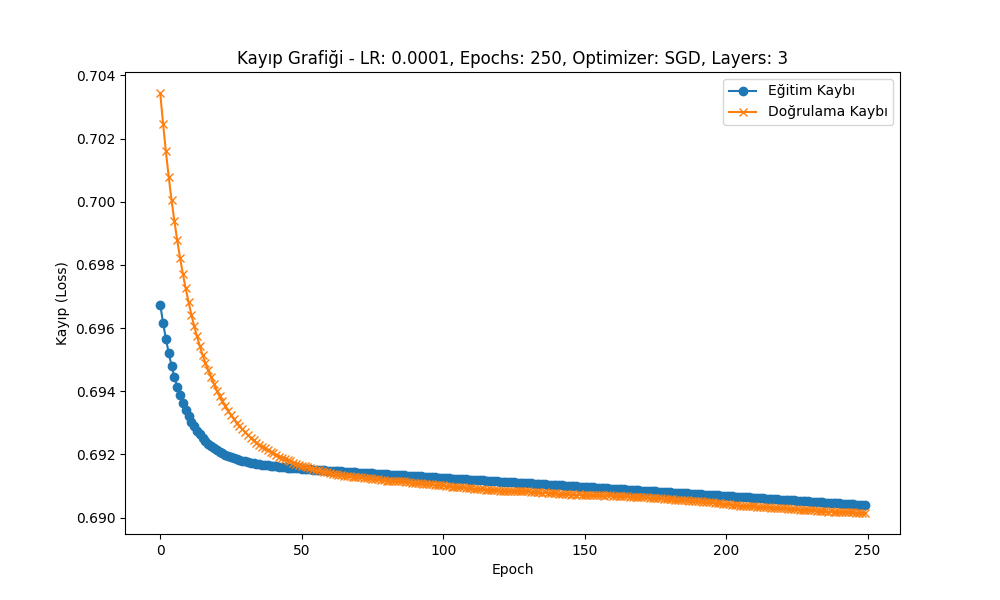 Kayıp Grafiği - LR: 0.0001, Epochs: 250, Optimizer: SGD, Layers: 3
Eğitim Kaybı
Doğrulama Kaybı
Kayıp (Loss)
0.704
0.702
0.700
0.698
0.696
0.694
0.692
0.690
0 50 100 150 200 250
Epoch